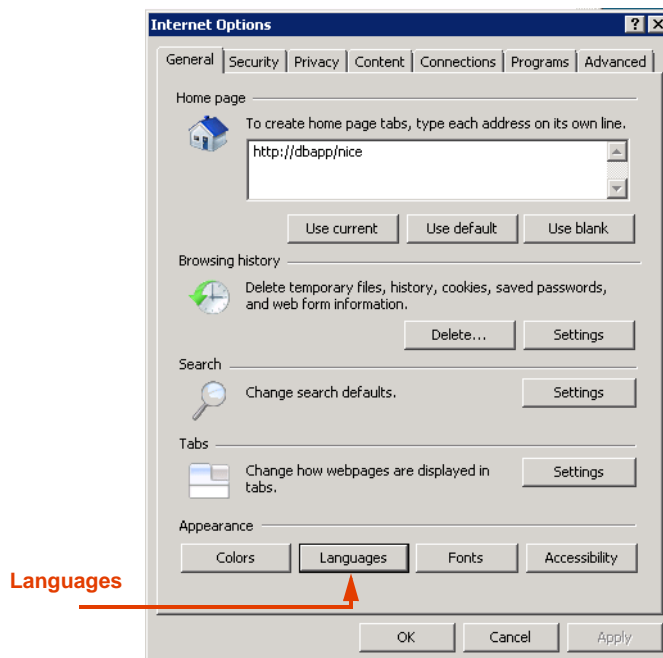 Internet Options
General Security Privacy Content Connections Programs Advanced
Home page
To create home page tabs, type each address on its own line.
http://dbapp/nice
Use current Use default Use blank
Browsing history
Delete temporary files, history, cookies, saved passwords,
and web form information.
Delete... Settings
Search
Change search defaults. Settings
Tabs
Change how webpages are displayed in
tabs.
Settings
Appearance
Colors Languages Fonts Accessibility
Languages
OK Cancel Apply